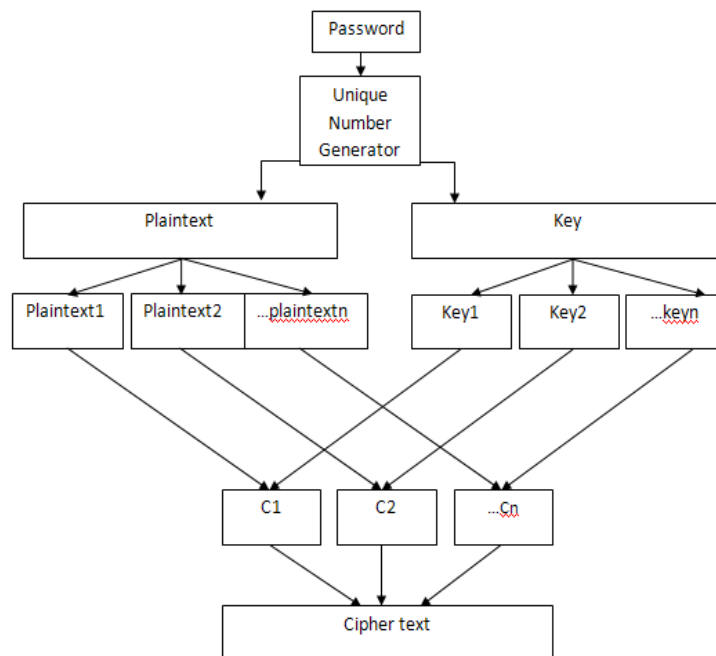 Password
Unique
Number
Generator
Plaintext
Key
Plaintext1
Plaintext2
...plaintextn
Key1
Key2
...keyn
C1
C2
...Cn
Cipher text